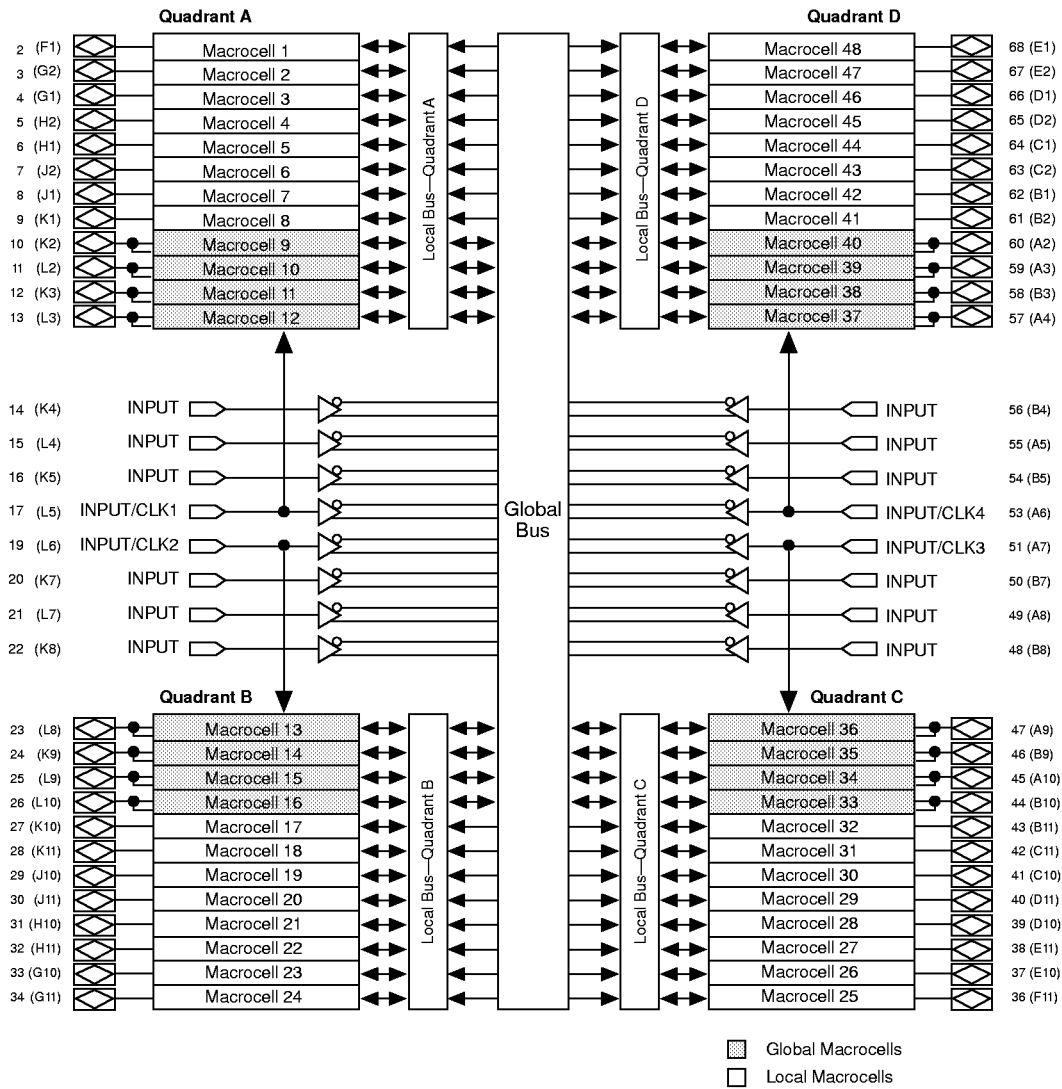 Quadrant A Quadrant D
2 (F1) Macrocell 1 Macrocell 48 68 (E1)
3 (G2) Macrocell 2 Macrocell 47 67 (E2)
4 (G1) Macrocell 3 Macrocell 46 66 (D1)
5 (H2) Macrocell 4 Macrocell 45 65 (D2)
6 (H1) Macrocell 5 Macrocell 44 64 (C1)
7 (J2) Macrocell 6 Macrocell 43 63 (C2)
8 (J1) Macrocell 7 Macrocell 42 62 (B1)
9 (K1) Macrocell 8 Macrocell 41 61 (B2)
10 (K2) Macrocell 9 Macrocell 40 60 (A2)
11 (L2) Macrocell 10 Macrocell 39 59 (A3)
12 (K3) Macrocell 11 Macrocell 38 58 (B3)
13 (L3) Macrocell 12 Macrocell 37 57 (A4)
Local Bus—Quadrant A
Local Bus—Quadrant D
14 (K4) INPUT INPUT 56 (B4)
15 (L4) INPUT INPUT 55 (A5)
16 (K5) INPUT INPUT 54 (B5)
17 (L5) INPUT/CLK1 INPUT/CLK4 53 (A6)
Global
Bus
19 (L6) INPUT/CLK2 INPUT/CLK3 51 (A7)
20 (K7) INPUT INPUT 50 (B7)
21 (L7) INPUT INPUT 49 (A8)
22 (K8) INPUT INPUT 48 (B8)
Quadrant B Quadrant C
23 (L8) Macrocell 13 Macrocell 36 47 (A9)
24 (K9) Macrocell 14 Macrocell 35 46 (B9)
25 (L9) Macrocell 15 Macrocell 34 45 (A10)
26 (L10) Macrocell 16 Macrocell 33 44 (B10)
27 (K10) Macrocell 17 Macrocell 32 43 (B11)
28 (K11) Macrocell 18 Macrocell 31 42 (C11)
29 (J10) Macrocell 19 Macrocell 30 41 (C10)
30 (J11) Macrocell 20 Macrocell 29 40 (D11)
31 (H10) Macrocell 21 Macrocell 28 39 (D10)
32 (H11) Macrocell 22 Macrocell 27 38 (E11)
33 (G10) Macrocell 23 Macrocell 26 37 (E10)
34 (G11) Macrocell 24 Macrocell 25 36 (F11)
Local Bus—Quadrant B
Local Bus—Quadrant C
Global Macrocells
Local Macrocells